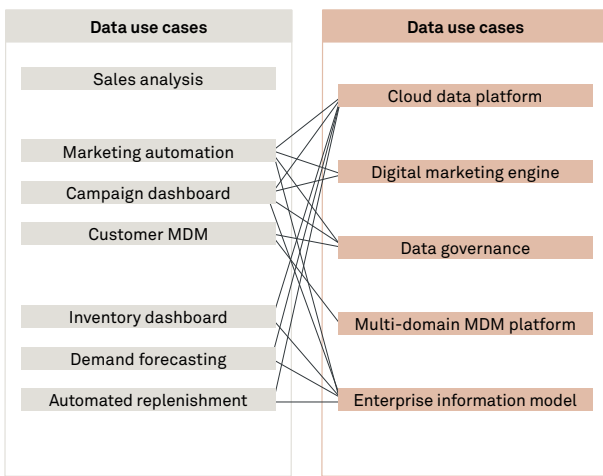 Data use cases
Sales analysis
Marketing automation
Campaign dashboard
Customer MDM
Inventory dashboard
Demand forecasting
Automated replenishment
Data use cases
Cloud data platform
Digital marketing engine
Data governance
Multi-domain MDM platform
Enterprise information model